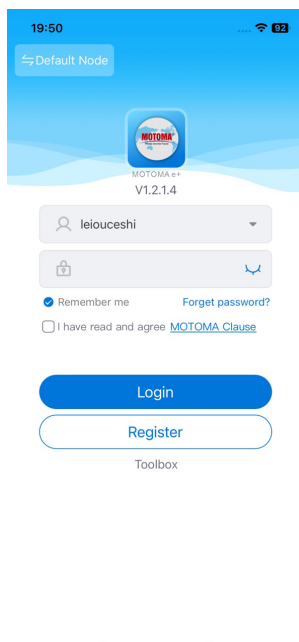 19:50
92
Default Node
MOTOMA
MOTOMA e+
V1.2.1.4
leiouceshi
Remember me
Forget password?
I have read and agree MOTOMA Clause
Login
Register
Toolbox